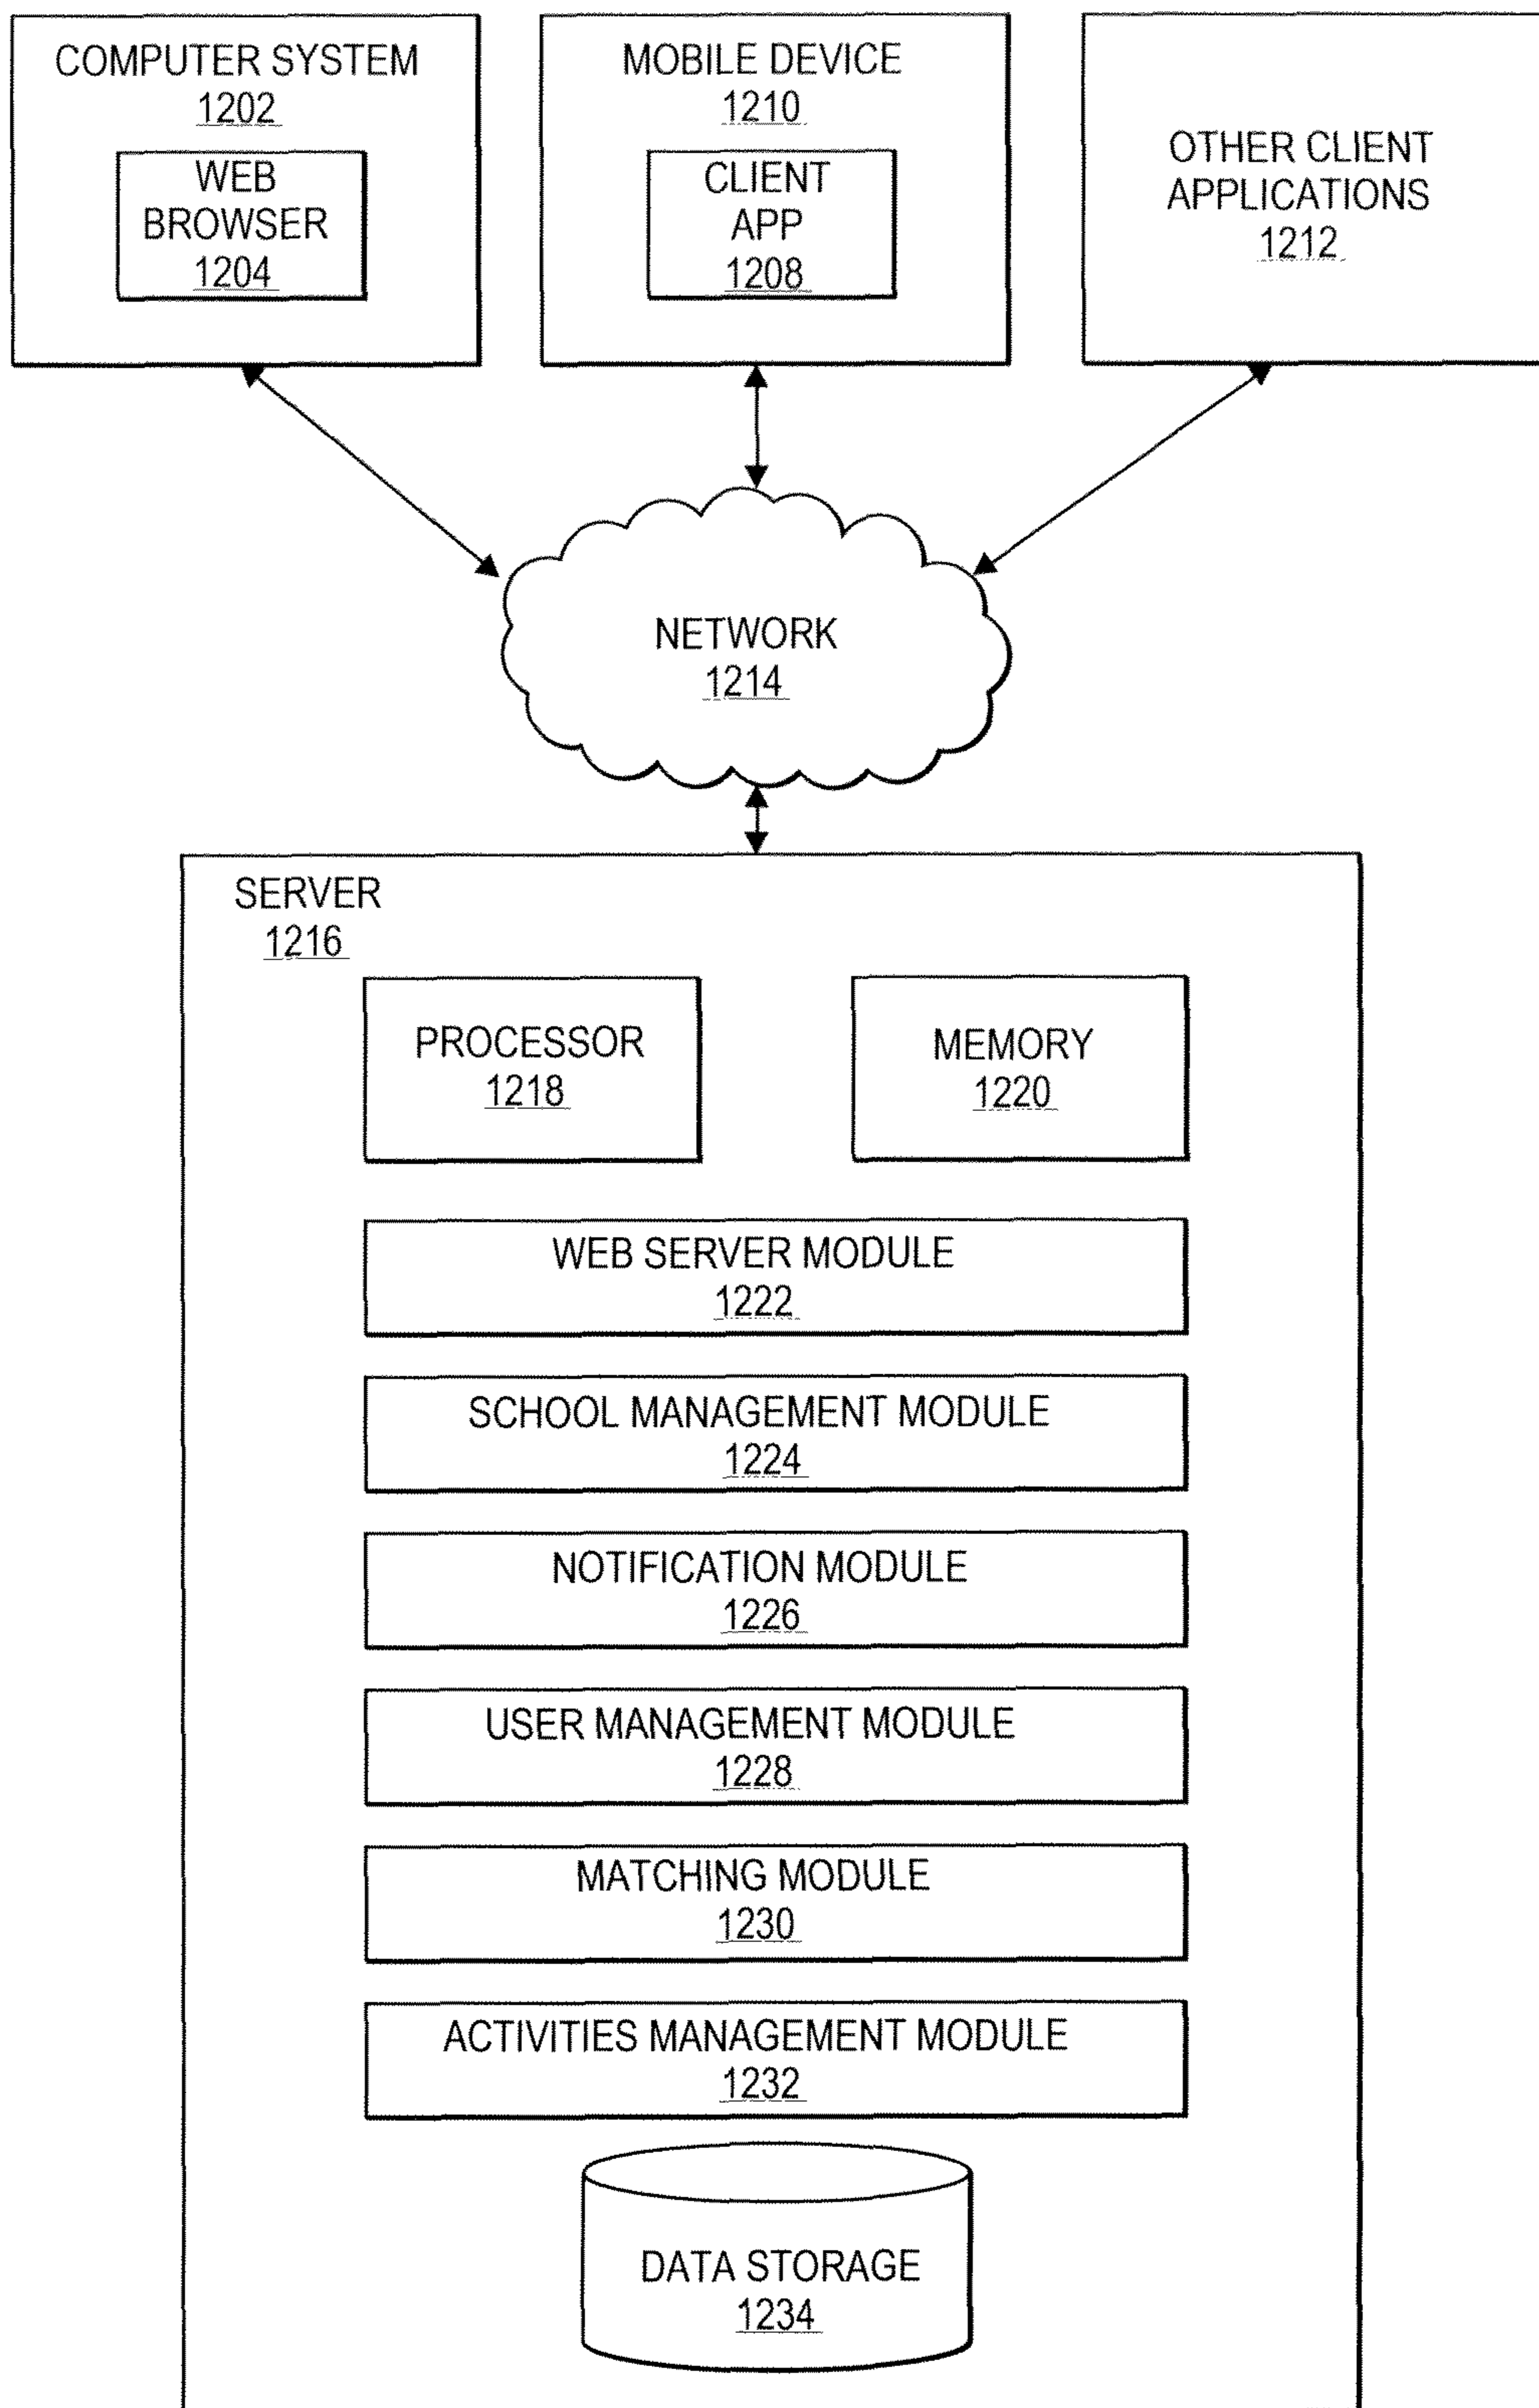 COMPUTER SYSTEM
1202
WEB
BROWSER
1204
MOBILE DEVICE
1210
CLIENT
APP
1208
OTHER CLIENT
APPLICATIONS
1212
NETWORK
1214
SERVER
1216
PROCESSOR
1218
MEMORY
1220
WEB SERVER MODULE
1222
SCHOOL MANAGEMENT MODULE
1224
NOTIFICATION MODULE
1226
USER MANAGEMENT MODULE
1228
MATCHING MODULE
1230
ACTIVITIES MANAGEMENT MODULE
1232
DATA STORAGE
1234